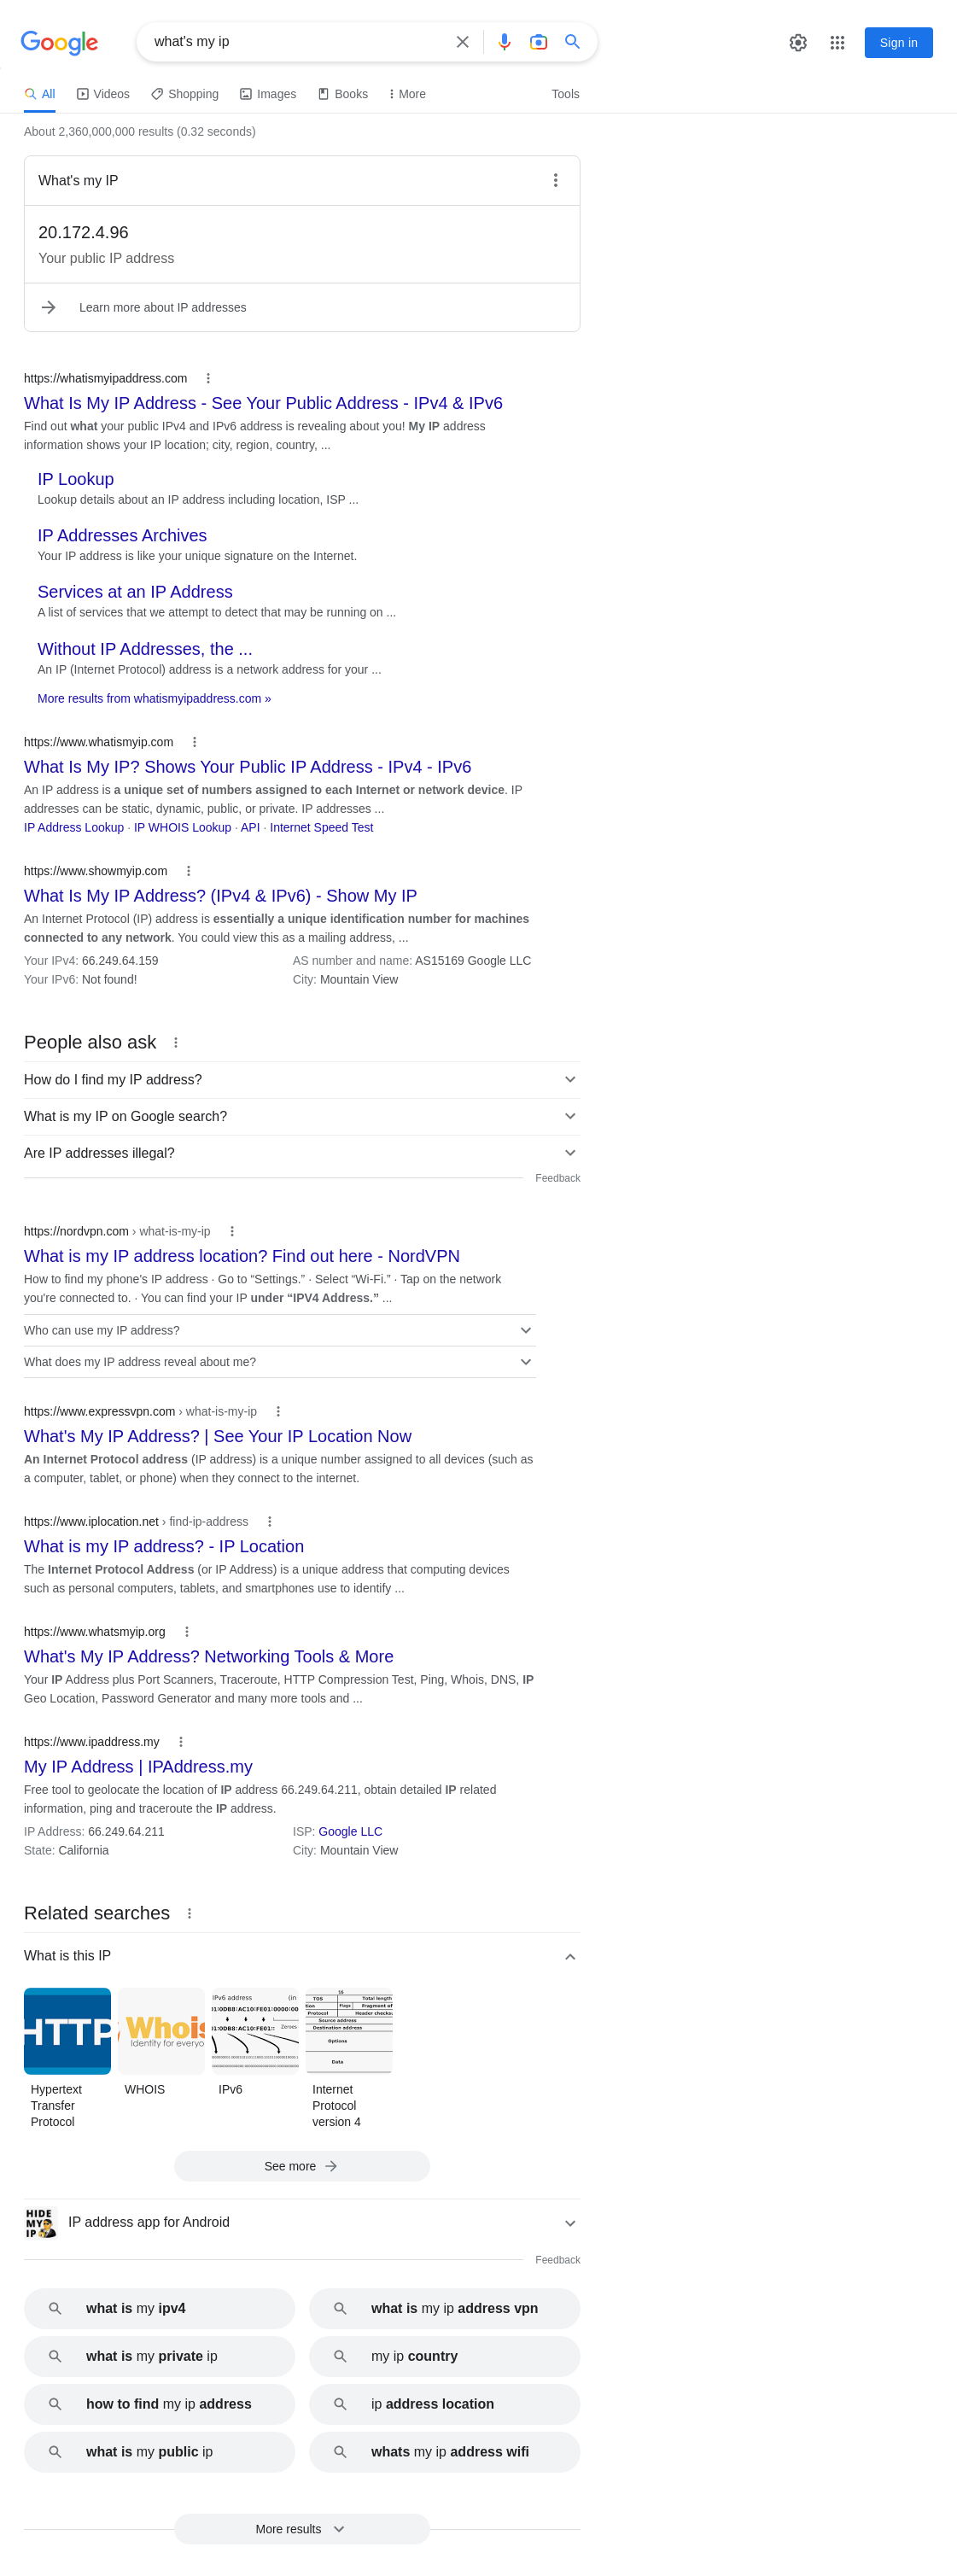 Google
what's my ip
Sign in
All
Videos
Shopping
Images
Books
More
Tools
About 2,360,000,000 results (0.32 seconds)
What's my IP
20.172.4.96
Your public IP address
Learn more about IP addresses
https://whatismyipaddress.com
What Is My IP Address - See Your Public Address - IPv4 & IPv6
Find out what your public IPv4 and IPv6 address is revealing about you! My IP address
information shows your IP location; city, region, country, ...
IP Lookup
Lookup details about an IP address including location, ISP ...
IP Addresses Archives
Your IP address is like your unique signature on the Internet.
Services at an IP Address
A list of services that we attempt to detect that may be running on ...
Without IP Addresses, the ...
An IP (Internet Protocol) address is a network address for your ...
More results from whatismyipaddress.com »
https://www.whatismyip.com
What Is My IP? Shows Your Public IP Address - IPv4 - IPv6
An IP address is a unique set of numbers assigned to each Internet or network device. IP
addresses can be static, dynamic, public, or private. IP addresses ...
IP Address Lookup · IP WHOIS Lookup · API · Internet Speed Test
https://www.showmyip.com
What Is My IP Address? (IPv4 & IPv6) - Show My IP
An Internet Protocol (IP) address is essentially a unique identification number for machines
connected to any network. You could view this as a mailing address, ...
Your IPv4: 66.249.64.159
AS number and name: AS15169 Google LLC
Your IPv6: Not found!
City: Mountain View
People also ask
How do I find my IP address?
What is my IP on Google search?
Are IP addresses illegal?
Feedback
https://nordvpn.com › what-is-my-ip
What is my IP address location? Find out here - NordVPN
How to find my phone's IP address · Go to “Settings.” · Select “Wi-Fi.” · Tap on the network
you're connected to. · You can find your IP under “IPV4 Address.” ...
Who can use my IP address?
What does my IP address reveal about me?
https://www.expressvpn.com › what-is-my-ip
What's My IP Address? | See Your IP Location Now
An Internet Protocol address (IP address) is a unique number assigned to all devices (such as
a computer, tablet, or phone) when they connect to the internet.
https://www.iplocation.net › find-ip-address
What is my IP address? - IP Location
The Internet Protocol Address (or IP Address) is a unique address that computing devices
such as personal computers, tablets, and smartphones use to identify ...
https://www.whatsmyip.org
What's My IP Address? Networking Tools & More
Your IP Address plus Port Scanners, Traceroute, HTTP Compression Test, Ping, Whois, DNS, IP
Geo Location, Password Generator and many more tools and ...
https://www.ipaddress.my
My IP Address | IPAddress.my
Free tool to geolocate the location of IP address 66.249.64.211, obtain detailed IP related
information, ping and traceroute the IP address.
IP Address: 66.249.64.211
ISP: Google LLC
State: California
City: Mountain View
Related searches
What is this IP
HTTP
Whois
Identity for everyo
IPv6 address
(in
Zeroes
16
TOS
Total length
Flags
Fragment of
Protocol
Header checksu
Source address
Destination address
Options
Data
Hypertext
Transfer
Protocol
WHOIS
IPv6
Internet
Protocol
version 4
See more
HIDE
MY
IP
IP address app for Android
Feedback
what is my ipv4
what is my ip address vpn
what is my private ip
my ip country
how to find my ip address
ip address location
what is my public ip
whats my ip address wifi
More results